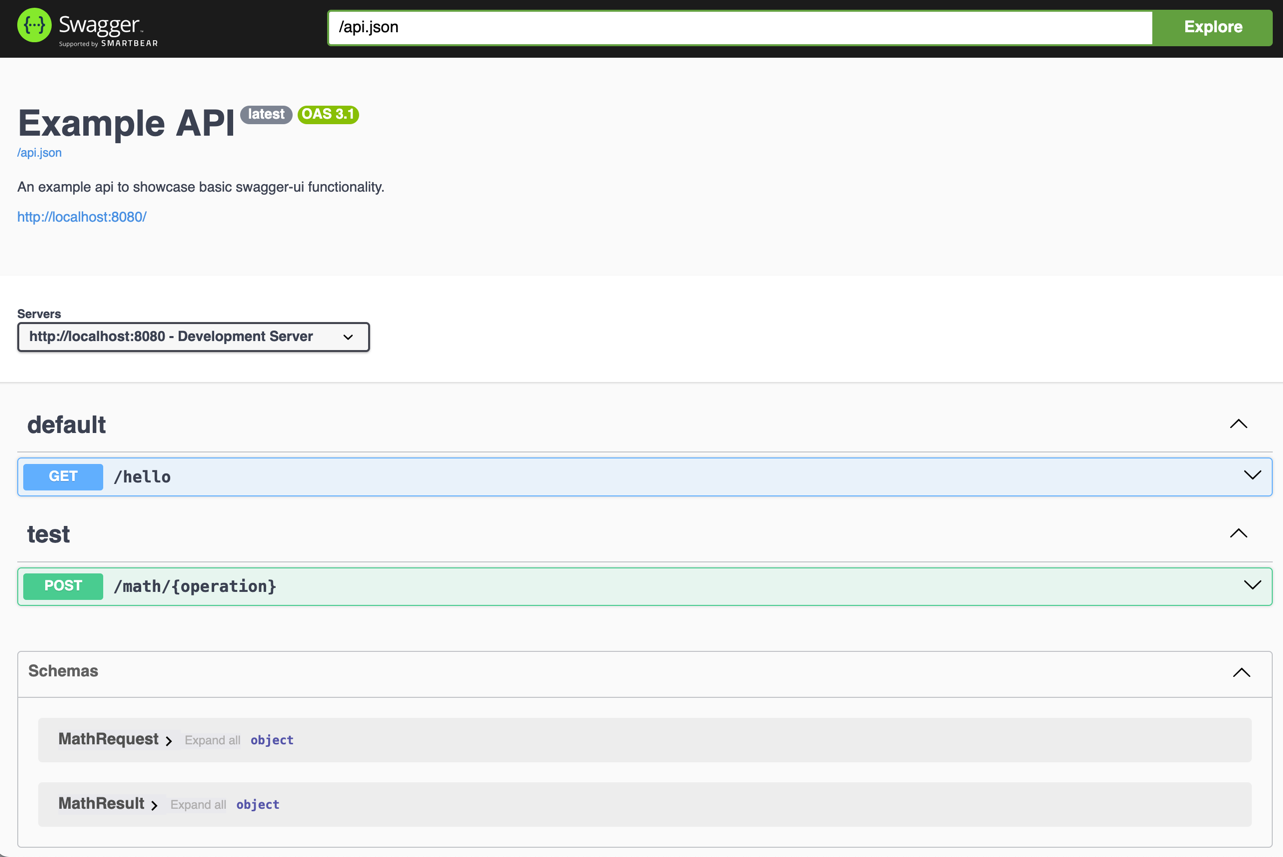 Swagger
Supported by SMARTBEAR
/api.json
Explore
Example API latest OAS 3.1
/api.json
An example api to showcase basic swagger-ui functionality.
http://localhost:8080/
Servers
http://localhost:8080 - Development Server
default
GET /hello
test
POST /math/{operation}
Schemas
MathRequest Expand all object
MathResult Expand all object